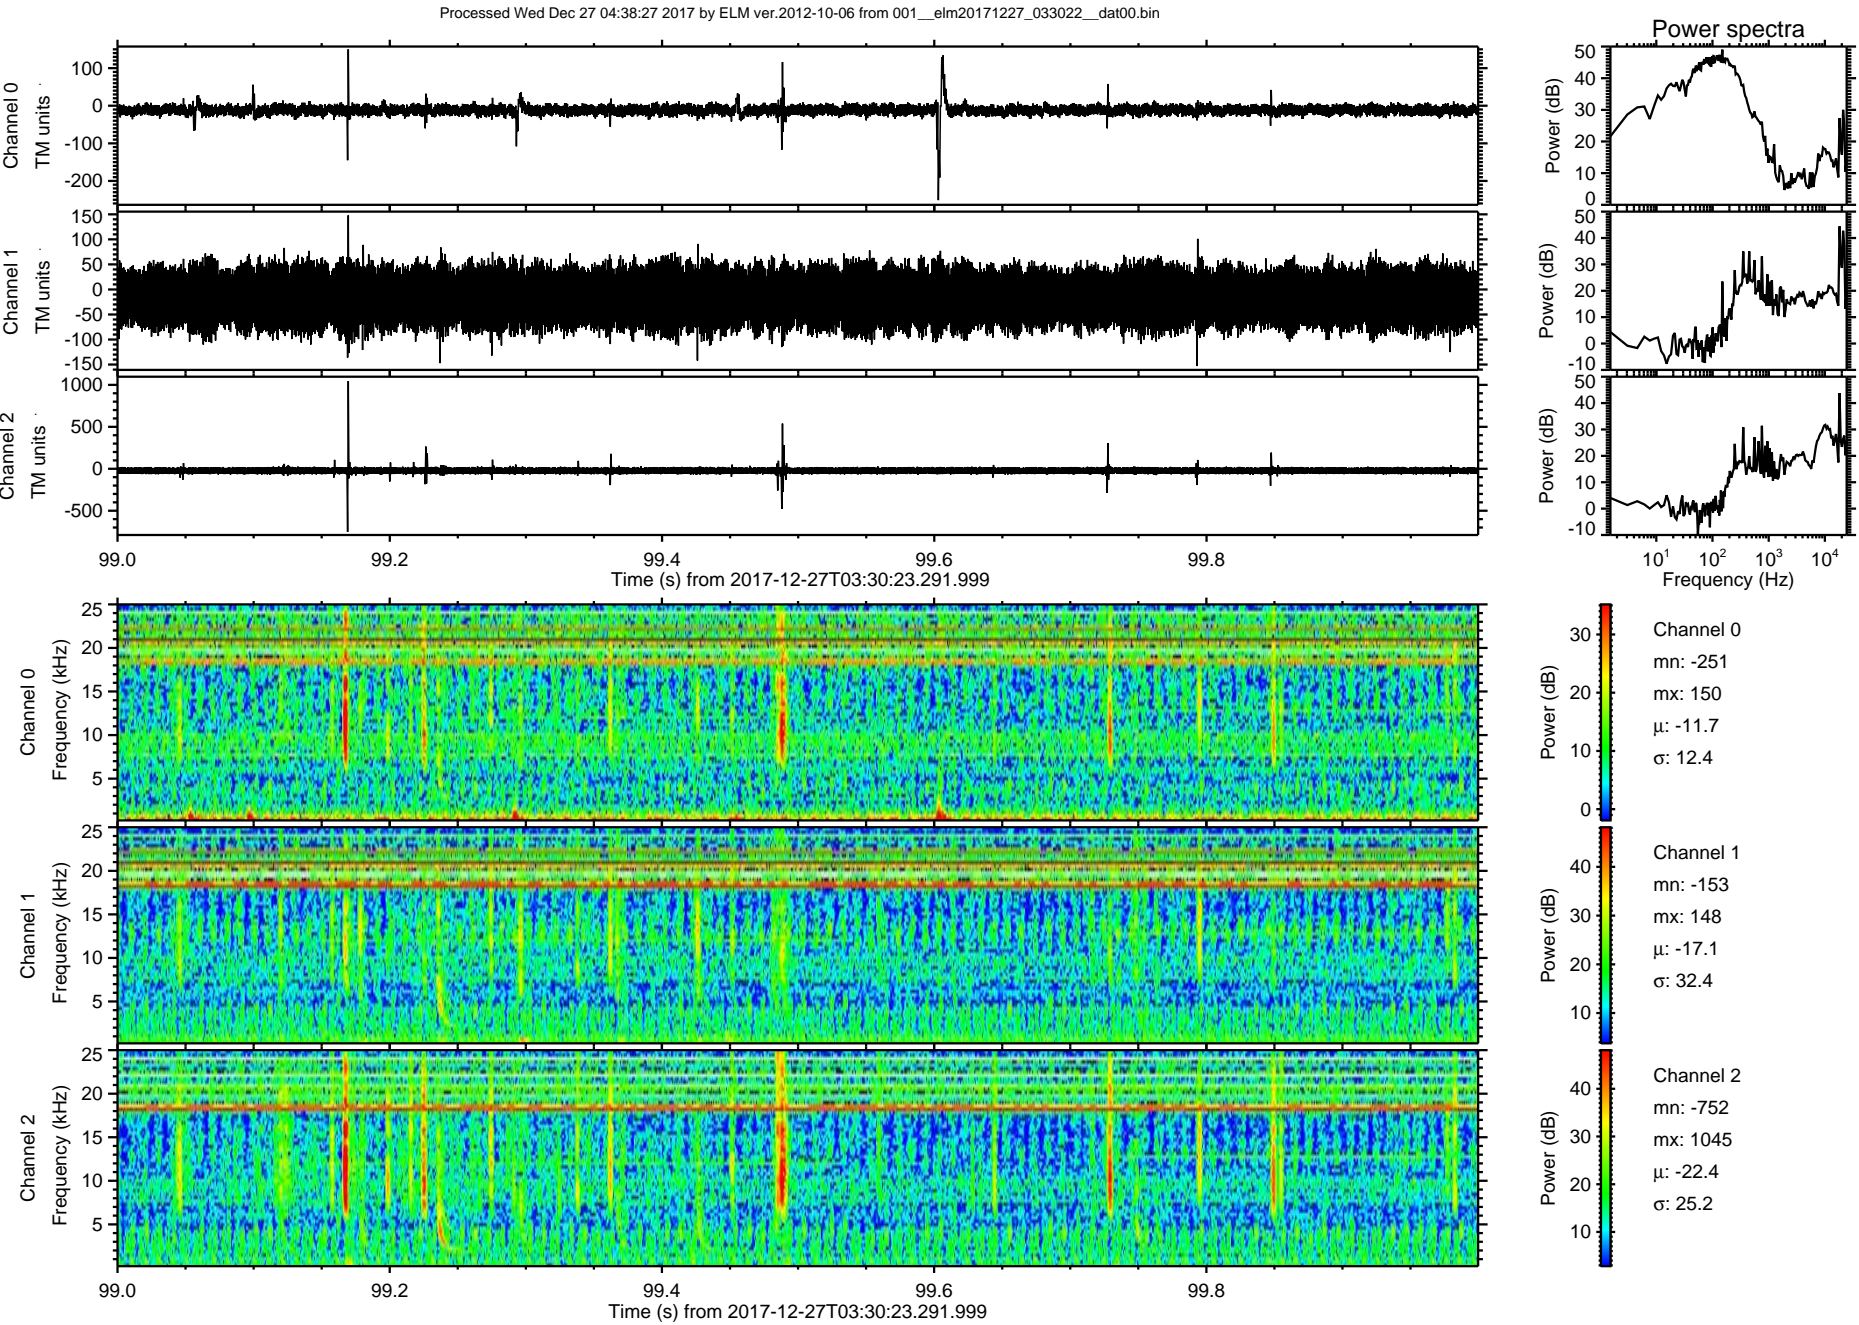 Processed Wed Dec 27 04:38:27 2017 by ELM ver.2012-10-06 from 001__elm20171227_033022__dat00.bin
Power spectra
Channel 0
TM units
100
0
-100
-200
Power (dB)
50
40
30
20
10
0
Channel 1
TM units
150
100
50
0
-50
-100
-150
Power (dB)
50
40
30
20
10
0
-10
Channel 2
TM units
1000
500
0
-500
Power (dB)
50
40
30
20
10
0
-10
99.0 99.2 99.4 99.6 99.8
Time (s) from 2017-12-27T03:30:23.291.999
10¹ 10² 10³ 10⁴
Frequency (Hz)
Channel 0
Frequency (kHz)
25
20
15
10
5
Power (dB)
30
20
10
0
Channel 0
mn: -251
mx: 150
μ: -11.7
σ: 12.4
Channel 1
Frequency (kHz)
25
20
15
10
5
Power (dB)
40
30
20
10
Channel 1
mn: -153
mx: 148
μ: -17.1
σ: 32.4
Channel 2
Frequency (kHz)
25
20
15
10
5
Power (dB)
40
30
20
10
Channel 2
mn: -752
mx: 1045
μ: -22.4
σ: 25.2
99.0 99.2 99.4 99.6 99.8
Time (s) from 2017-12-27T03:30:23.291.999